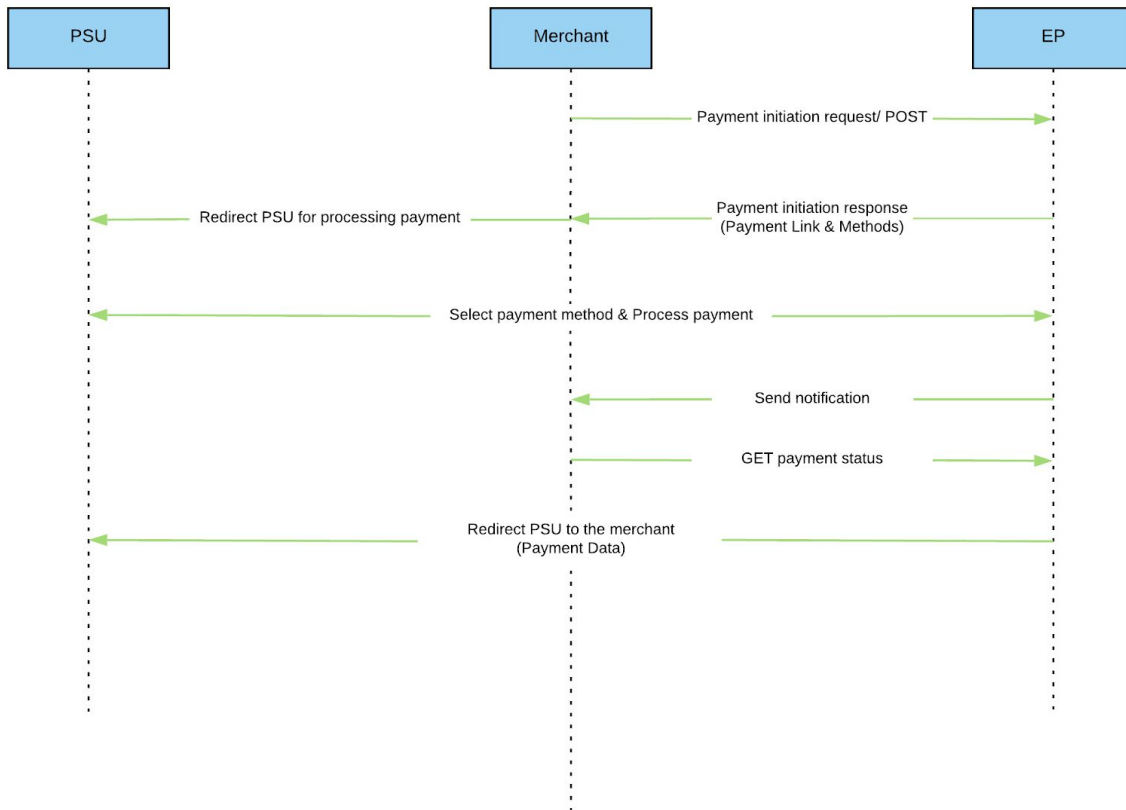 PSU
Merchant
EP
Payment initiation request/ POST
Redirect PSU for processing payment
Payment initiation response
(Payment Link & Methods)
Select payment method & Process payment
Send notification
GET payment status
Redirect PSU to the merchant
(Payment Data)